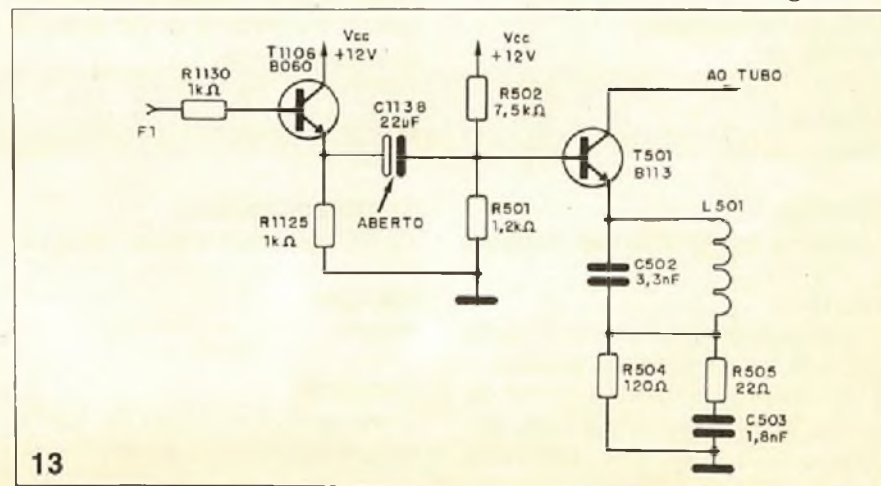 Vcc
+12V
T1106
B060
R1130
1kΩ
F1
C1138
22uF
R1125
1kΩ
ABERTO
Vcc
+12V
R502
7,5kΩ
R501
1,2kΩ
AO TUBO
T501
B113
L501
C502
3,3nF
R504
120Ω
R505
22Ω
C503
1,8nF
13